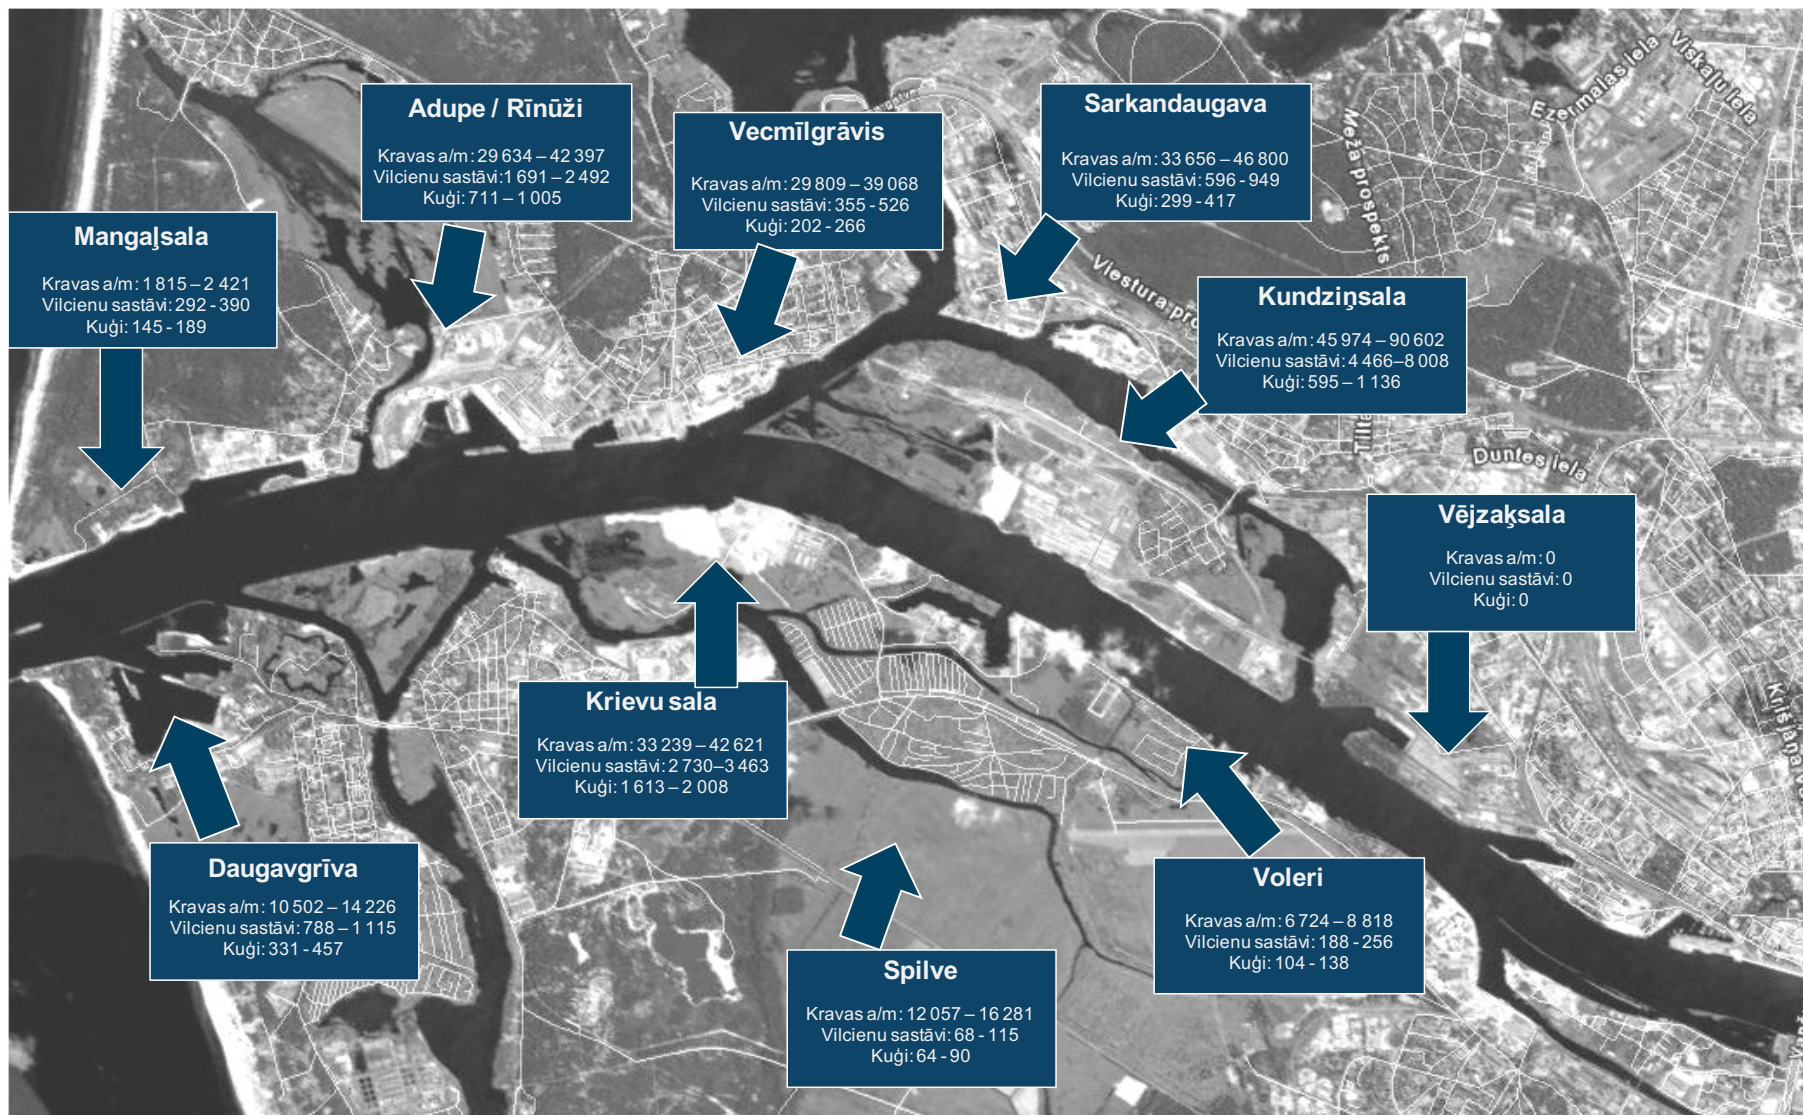 Ezermalas iela
Viskaļu iela
Meža prospekts
Adupe / Rīnūži
Kravas a/m: 29 634 – 42 397
Vilcienu sastāvi: 1 691 – 2 492
Kuģi: 711 – 1 005
Vecmīlgrāvis
Kravas a/m: 29 809 – 39 068
Vilcienu sastāvi: 355 - 526
Kuģi: 202 - 266
Sarkandaugava
Kravas a/m: 33 656 – 46 800
Vilcienu sastāvi: 596 - 949
Kuģi: 299 - 417
Mangaļsala
Kravas a/m: 1 815 – 2 421
Vilcienu sastāvi: 292 - 390
Kuģi: 145 - 189
Viestura pro
Kundziņsala
Kravas a/m: 45 974 – 90 602
Vilcienu sastāvi: 4 466–8 008
Kuģi: 595 – 1 136
Duntes iela
Vējzaķsala
Kravas a/m: 0
Vilcienu sastāvi: 0
Kuģi: 0
Krievu sala
Kravas a/m: 33 239 – 42 621
Vilcienu sastāvi: 2 730–3 463
Kuģi: 1 613 – 2 008
Daugavgrīva
Kravas a/m: 10 502 – 14 226
Vilcienu sastāvi: 788 – 1 115
Kuģi: 331 - 457
Voleri
Kravas a/m: 6 724 – 8 818
Vilcienu sastāvi: 188 - 256
Kuģi: 104 - 138
Spilve
Kravas a/m: 12 057 – 16 281
Vilcienu sastāvi: 68 - 115
Kuģi: 64 - 90